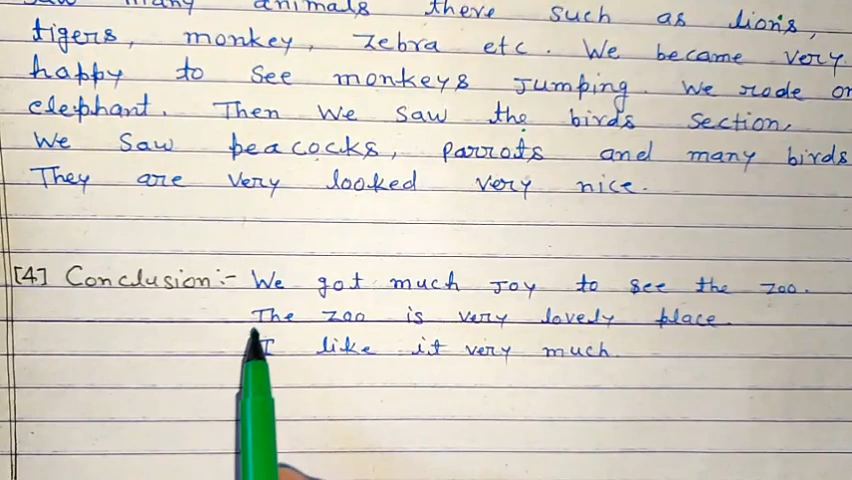 many animals there such as lion's,
tigers, monkey, zebra etc. We became very
happy to see monkeys jumping. We rode on
elephant. Then We saw the birds section,
We saw peacocks, parrots and many birds
They are very looked very nice.
[4] Conclusion:- We got much Joy to see the zoo.
The zoo is very lovely place.
I like it very much.